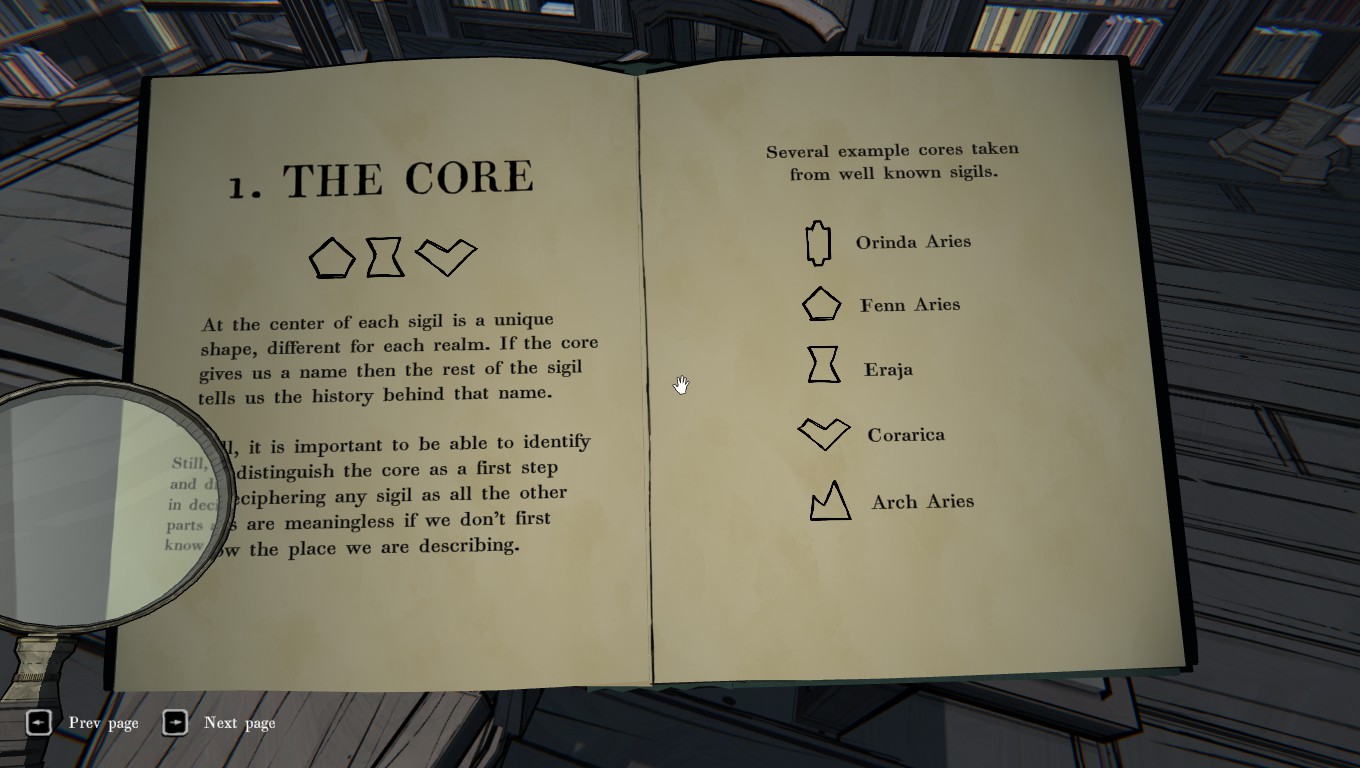 1. THE CORE
At the center of each sigil is a unique
shape, different for each realm. If the core
gives us a name then the rest of the sigil
tells us the history behind that name.
Still, it is important to be able to identify
and distinguish the core as a first step
in deciphering any sigil as all the other
parts are meaningless if we don't first
know the place we are describing.
Several example cores taken
from well known sigils.
Orinda Aries
Fenn Aries
Eraja
Corarica
Arch Aries
Prev page
Next page